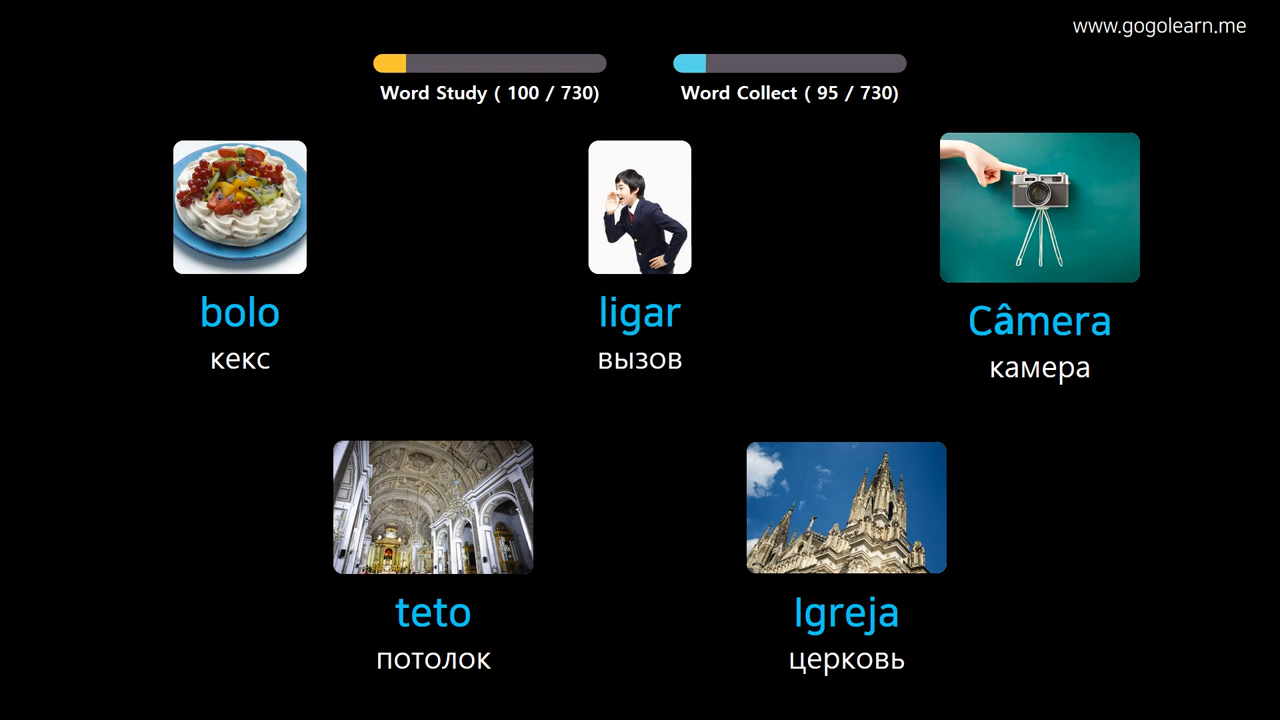 www.gogolearn.me
Word Study ( 100 / 730)
Word Collect ( 95 / 730)
bolo
кекс
ligar
вызов
Câmera
камера
teto
потолок
Igreja
церковь